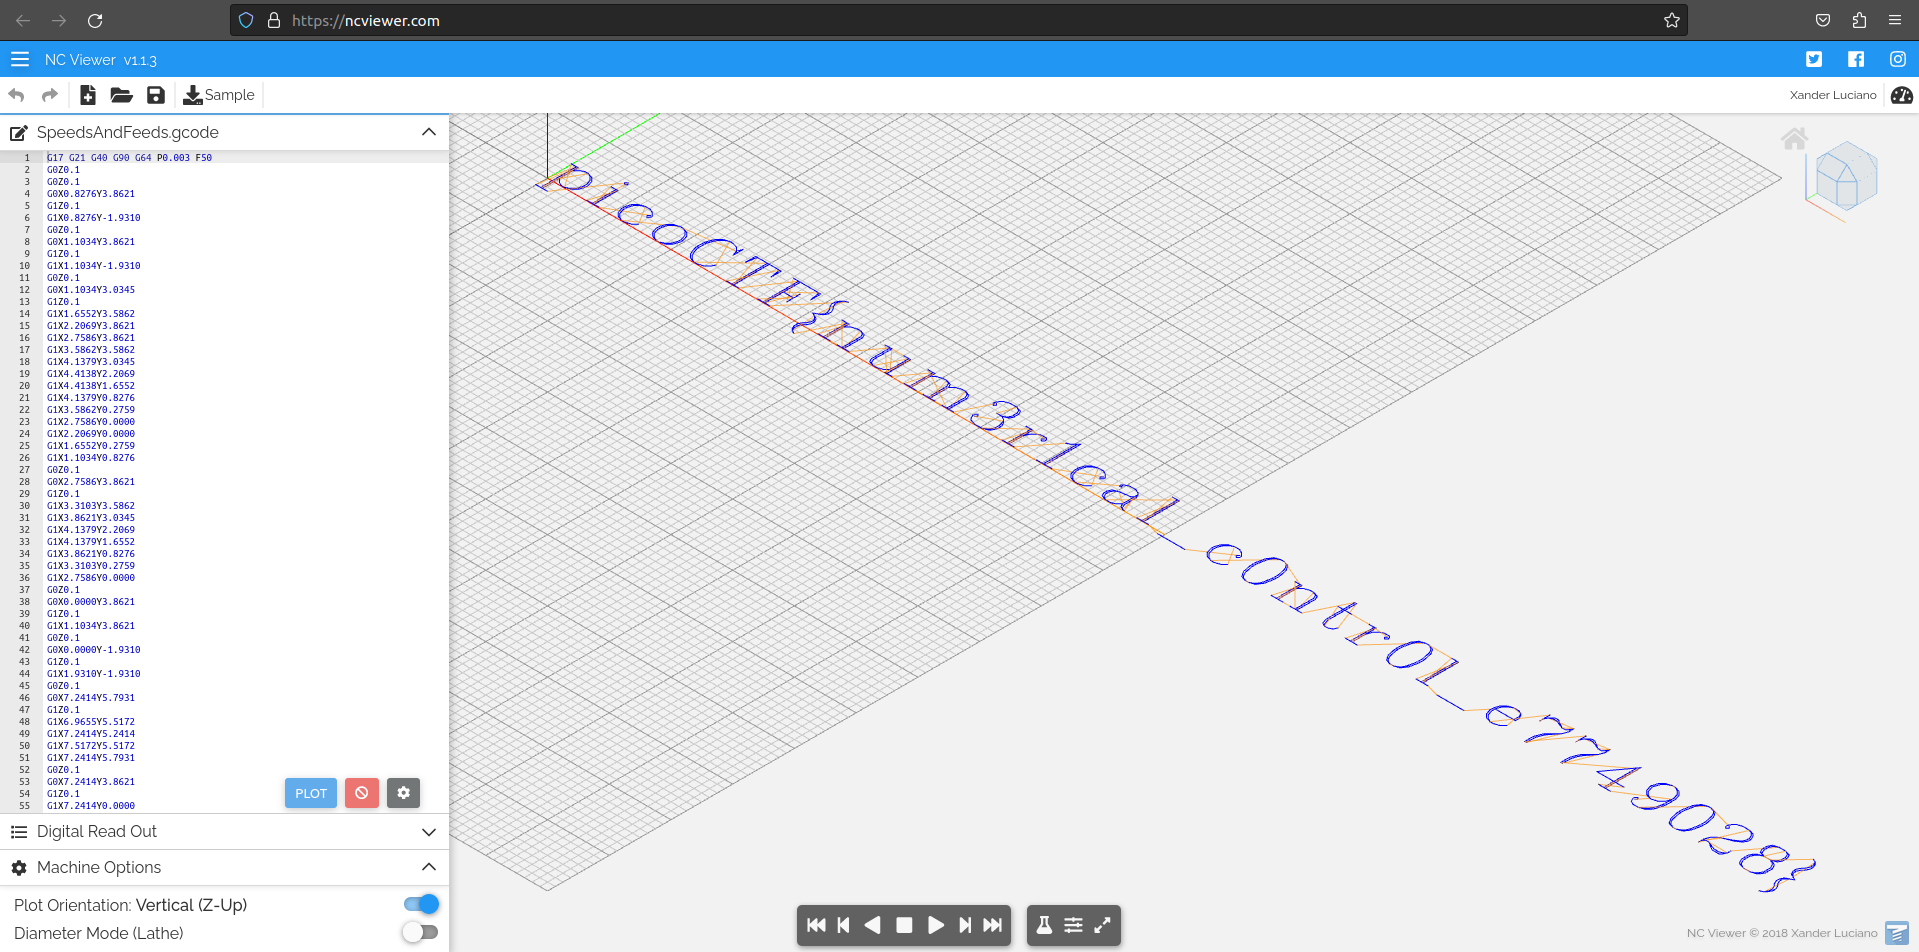 https://ncviewer.com
NC Viewer v1.1.3
Sample
Xander Luciano
SpeedsAndFeeds.gcode
1 G17 G21 G40 G90 G64 P0.003 F50
2 G0Z0.1
3 G0Z0.1
4 G0X0.8276Y3.8621
5 G1Z0.1
6 G1X0.8276Y-1.9310
7 G0Z0.1
8 G0X1.1034Y3.8621
9 G1Z0.1
10 G1X1.1034Y-1.9310
11 G0Z0.1
12 G0X1.1034Y3.0345
13 G1Z0.1
14 G1X1.6552Y3.5862
15 G1X2.2069Y3.8621
16 G1X2.7586Y3.8621
17 G1X3.5862Y3.5862
18 G1X4.1379Y3.0345
19 G1X4.4138Y2.2069
20 G1X4.4138Y1.6552
21 G1X4.1379Y0.8276
22 G1X3.5862Y0.2759
23 G1X2.7586Y0.0000
24 G1X2.2069Y0.0000
25 G1X1.6552Y0.2759
26 G1X1.1034Y0.8276
27 G0Z0.1
28 G0X2.7586Y3.8621
29 G1Z0.1
30 G1X3.3103Y3.5862
31 G1X3.8621Y3.0345
32 G1X4.1379Y2.2069
33 G1X4.1379Y1.6552
34 G1X3.8621Y0.8276
35 G1X3.3103Y0.2759
36 G1X2.7586Y0.0000
37 G0Z0.1
38 G0X0.0000Y3.8621
39 G1Z0.1
40 G1X1.1034Y3.8621
41 G0Z0.1
42 G0X0.0000Y-1.9310
43 G1Z0.1
44 G1X1.9310Y-1.9310
45 G0Z0.1
46 G0X7.2414Y5.7931
47 G1Z0.1
48 G1X6.9655Y5.5172
49 G1X7.2414Y5.2414
50 G1X7.5172Y5.5172
51 G1X7.2414Y5.7931
52 G0Z0.1
53 G0X7.2414Y3.8621
54 G1Z0.1
55 G1X7.2414Y0.0000
PLOT
picoCTF{num3r1cal_c0ntr0l_e7749028}
Digital Read Out
Machine Options
Plot Orientation: Vertical (Z-Up)
Diameter Mode (Lathe)
NC Viewer © 2018 Xander Luciano